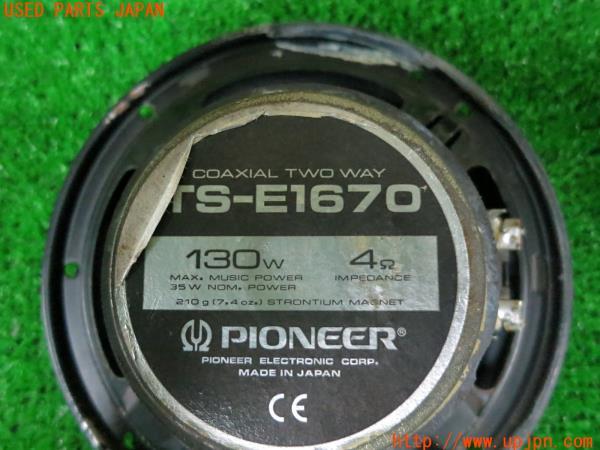 USED PARTS JAPAN
COAXIAL TWO WAY
TS-E1670
130W 4Ω
MAX. MUSIC POWER IMPEDANCE
35W NOM. POWER
210g (7.4oz.) STRONTIUM MAGNET
PIONEER®
PIONEER ELECTRONIC CORP.
MADE IN JAPAN
CE
http://www.upjpn.com/